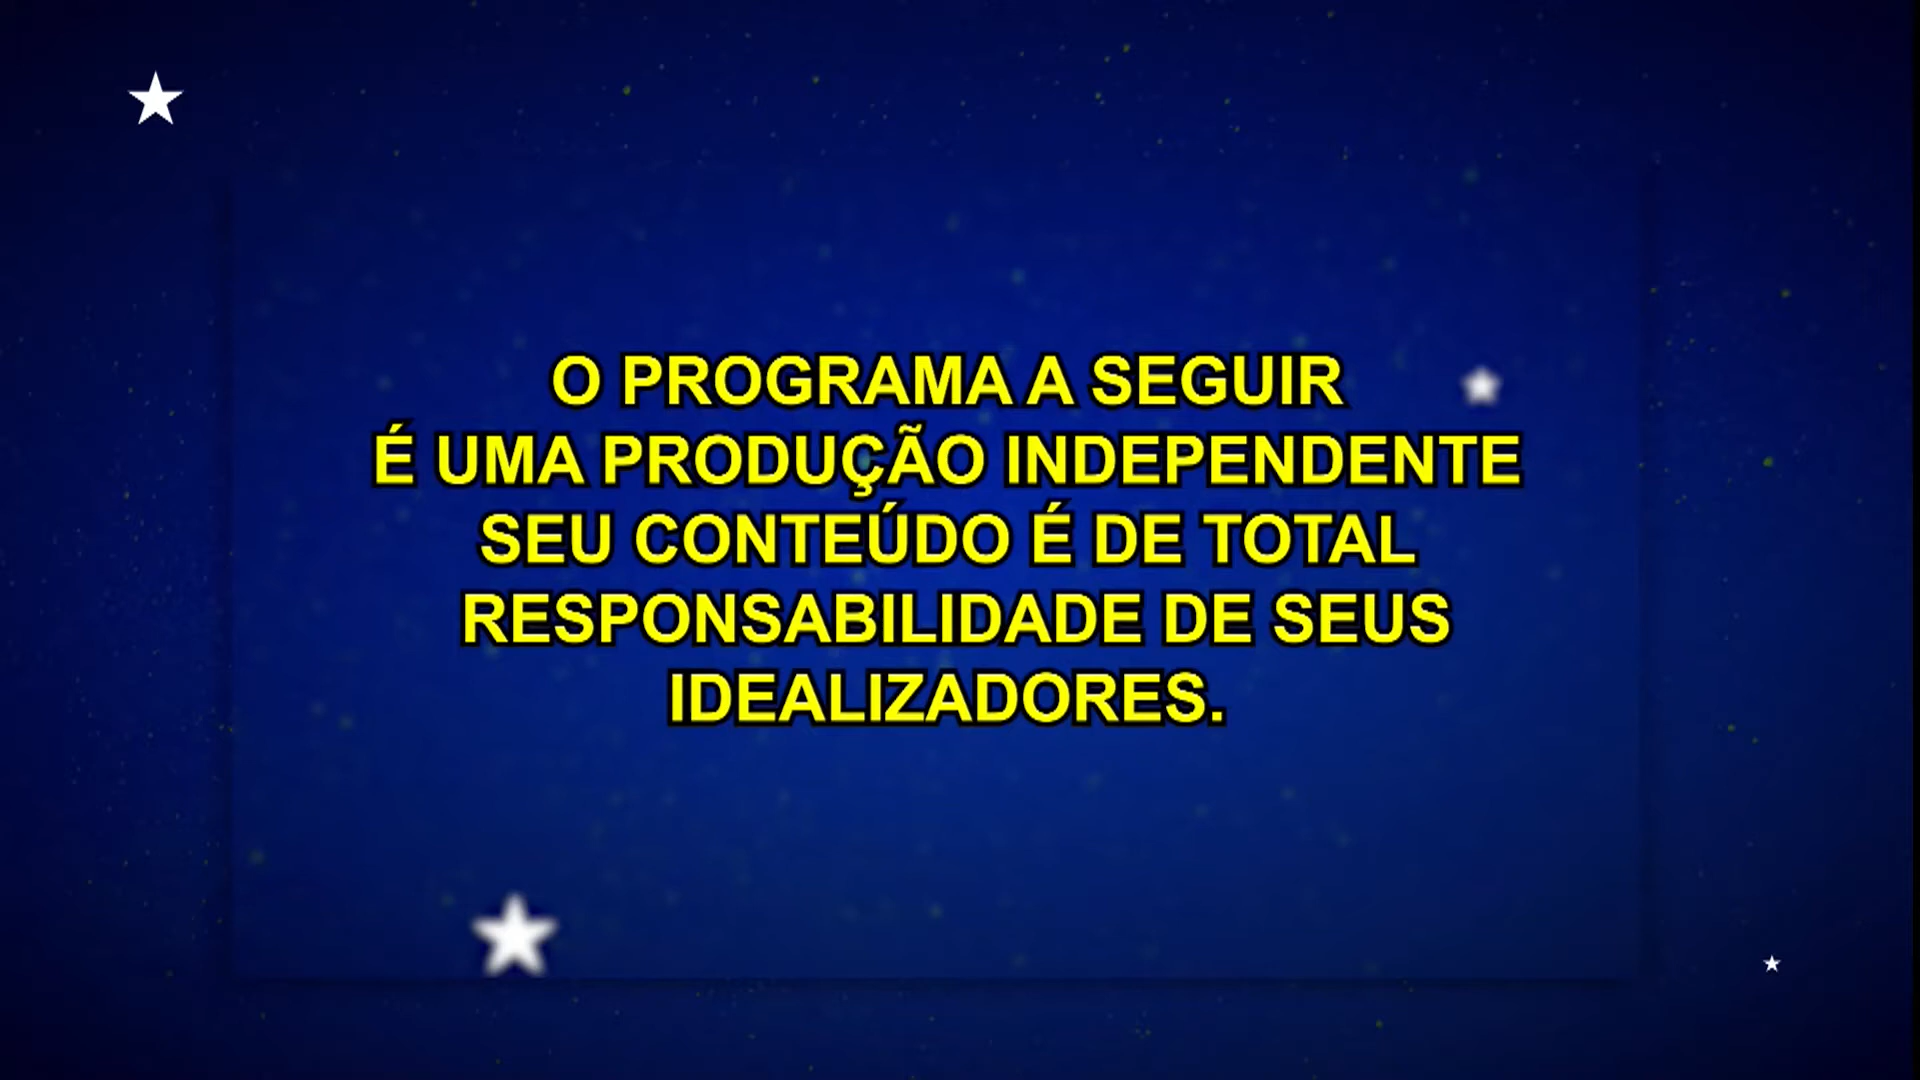 O PROGRAMA A SEGUIR
É UMA PRODUÇÃO INDEPENDENTE
SEU CONTEÚDO É DE TOTAL
RESPONSABILIDADE DE SEUS
IDEALIZADORES.